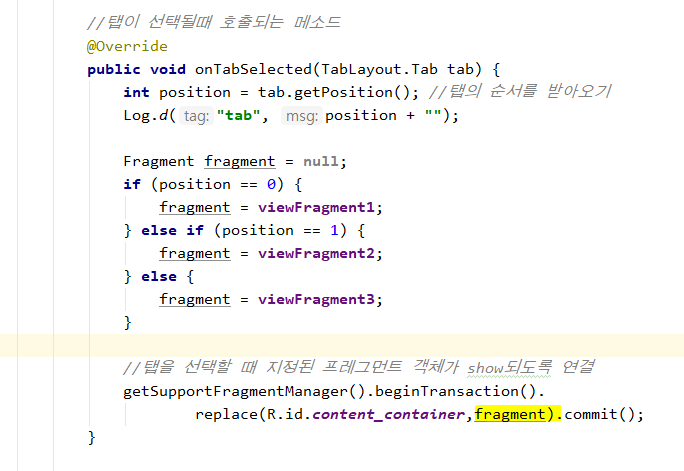 //탭이 선택될때 호출되는 메소드
@Override
public void onTabSelected(TabLayout.Tab tab) {
int position = tab.getPosition(); //탭의 순서를 받아오기
Log.d( tag: "tab", msg: position + "");
Fragment fragment = null;
if (position == 0) {
fragment = viewFragment1;
} else if (position == 1) {
fragment = viewFragment2;
} else {
fragment = viewFragment3;
}
//탭을 선택할 때 지정된 프레그먼트 객체가 show되도록 연결
getSupportFragmentManager().beginTransaction().
replace(R.id.content_container,fragment).commit();
}